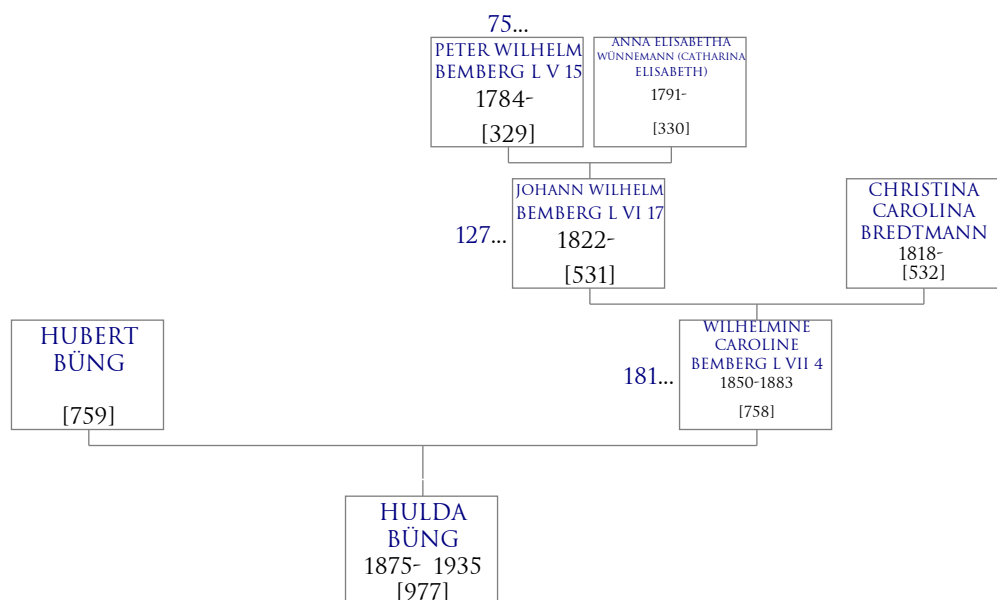 75...
PETER WILHELM
BEMBERG L V 15
1784-
[329]
ANNA ELISABETHA
WÜNNEMANN (CATHARINA
ELISABETH)
1791-
[330]
127...
JOHANN WILHELM
BEMBERG L VI 17
1822-
[531]
CHRISTINA
CAROLINA
BREDTMANN
1818-
[532]
HUBERT
BÜNG
[759]
181...
WILHELMINE
CAROLINE
BEMBERG L VII 4
1850-1883
[758]
HULDA
BÜNG
1875- 1935
[977]